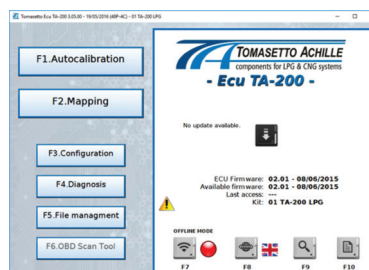 Tomasetto Ecu TA-200 3.05.00 - 19/05/2016 (49P-4C) - 01 TA-200 LPG
F1.Autocalibration
F2.Mapping
F3.Configuration
F4.Diagnosis
F5.File managment
F6.OBD Scan Tool
TOMASETTO ACHILLE
components for LPG & CNG systems
- Ecu TA-200 -
No update available.
ECU Firmware: 02.01 - 08/06/2015
Available firmware: 02.01 - 08/06/2015
Last access: ---
Kit: 01 TA-200 LPG
OFFLINE MODE
F7 F8 F9 F10